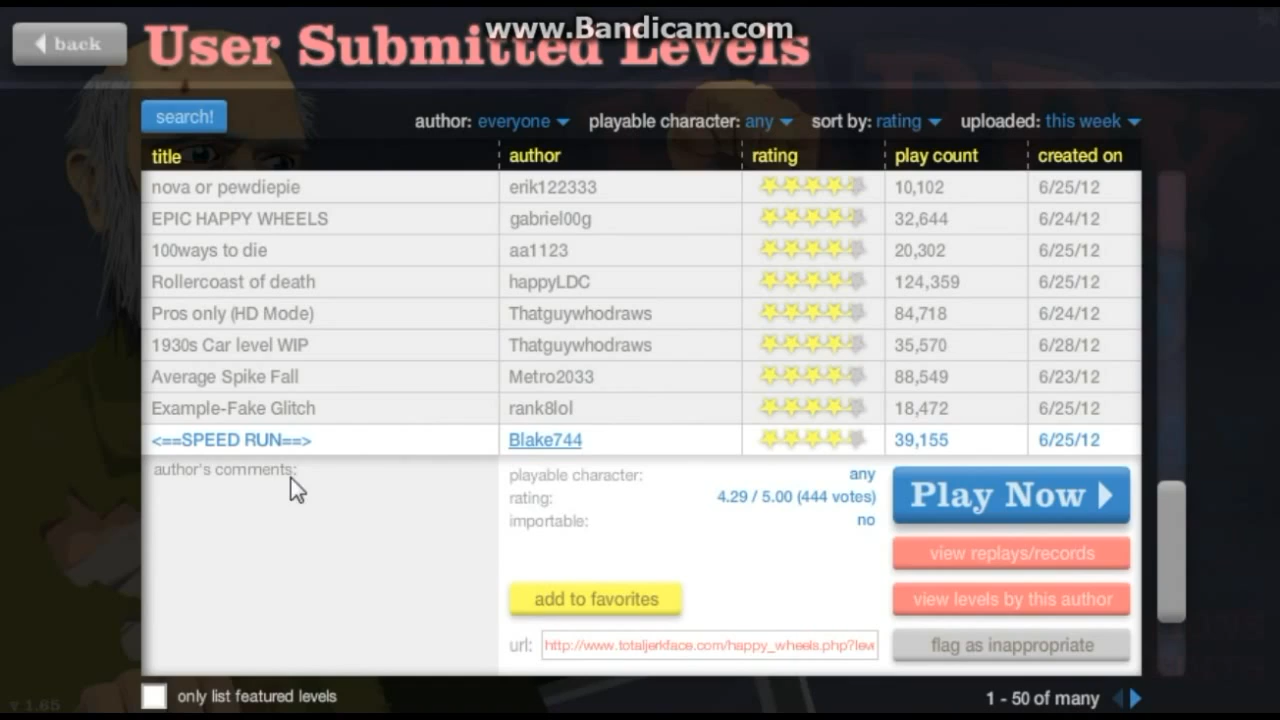 www.Bandicam.com
back
User Submitted Levels
search!
author: everyone playable character: any sort by: rating uploaded: this week
title author rating play count created on
nova or pewdiepie erik122333 10,102 6/25/12
EPIC HAPPY WHEELS gabriel00g 32,644 6/24/12
100ways to die aa1123 20,302 6/25/12
Rollercoast of death happyLDC 124,359 6/25/12
Pros only (HD Mode) Thatguywhodraws 84,718 6/24/12
1930s Car level WIP Thatguywhodraws 35,570 6/28/12
Average Spike Fall Metro2033 88,549 6/23/12
Example-Fake Glitch rank8lol 18,472 6/25/12
<==SPEED RUN==> Blake744 39,155 6/25/12
author's comments:
playable character: any
rating: 4.29 / 5.00 (444 votes)
importable: no
Play Now
view replays/records
add to favorites
view levels by this author
url: http://www.totaljerkface.com/happy_wheels.php?leve
flag as inappropriate
only list featured levels
1 - 50 of many
v 1.65